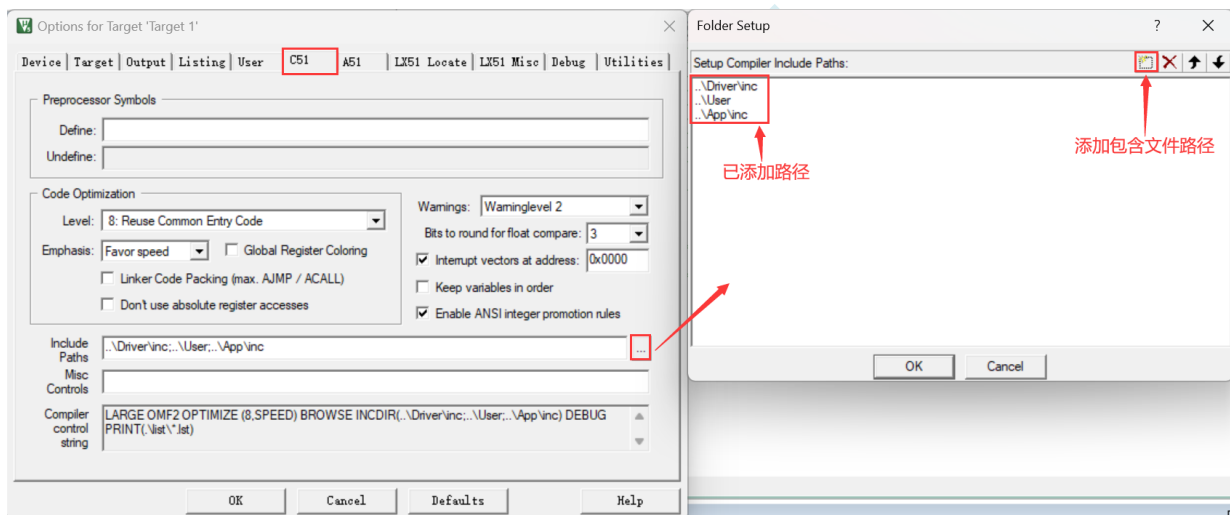 Options for Target 'Target 1'
Device Target Output Listing User C51 A51 LX51 Locate LX51 Misc Debug Utilities
Preprocessor Symbols
Define:
Undefine:
Code Optimization
Level: 8: Reuse Common Entry Code
Emphasis: Favor speed Global Register Coloring
Linker Code Packing (max. AJMP / ACALL)
Don't use absolute register accesses
Warnings: Warninglevel 2
Bits to round for float compare: 3
Interrupt vectors at address: 0x0000
Keep variables in order
Enable ANSI integer promotion rules
Include
Paths
..\Driver\inc;..\User;..\App\inc
...
Misc
Controls
Compiler
control
string
LARGE OMF2 OPTIMIZE (8,SPEED) BROWSE INCDIR(..\Driver\inc;..\User;..\App\inc) DEBUG
PRINT(.\list\*.lst)
OK Cancel Defaults Help
Folder Setup ?
Setup Compiler Include Paths:
..\Driver\inc
..\User
..\App\inc
已添加路径
添加包含文件路径
OK Cancel